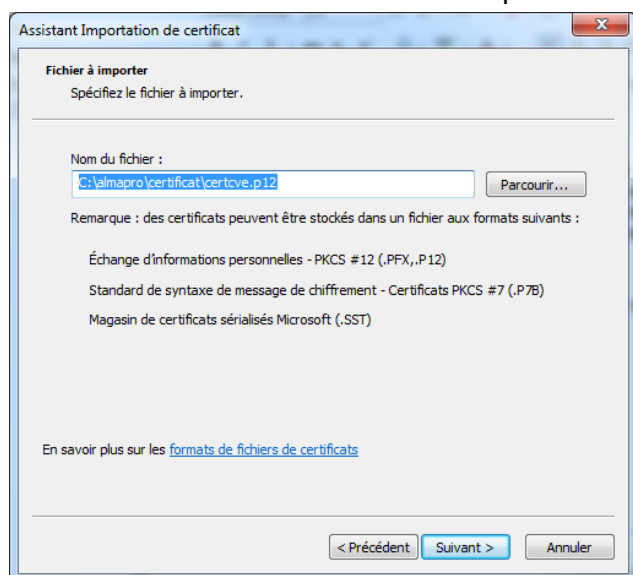 Assistant Importation de certificat
Fichier à importer
Spécifiez le fichier à importer.
Nom du fichier :
C:\almapro\certificat\certcve.p12
Parcourir...
Remarque : des certificats peuvent être stockés dans un fichier aux formats suivants :
Échange d'informations personnelles - PKCS #12 (.PFX,.P12)
Standard de syntaxe de message de chiffrement - Certificats PKCS #7 (.P7B)
Magasin de certificats sérialisés Microsoft (.SST)
En savoir plus sur les formats de fichiers de certificats
< Précédent
Suivant >
Annuler